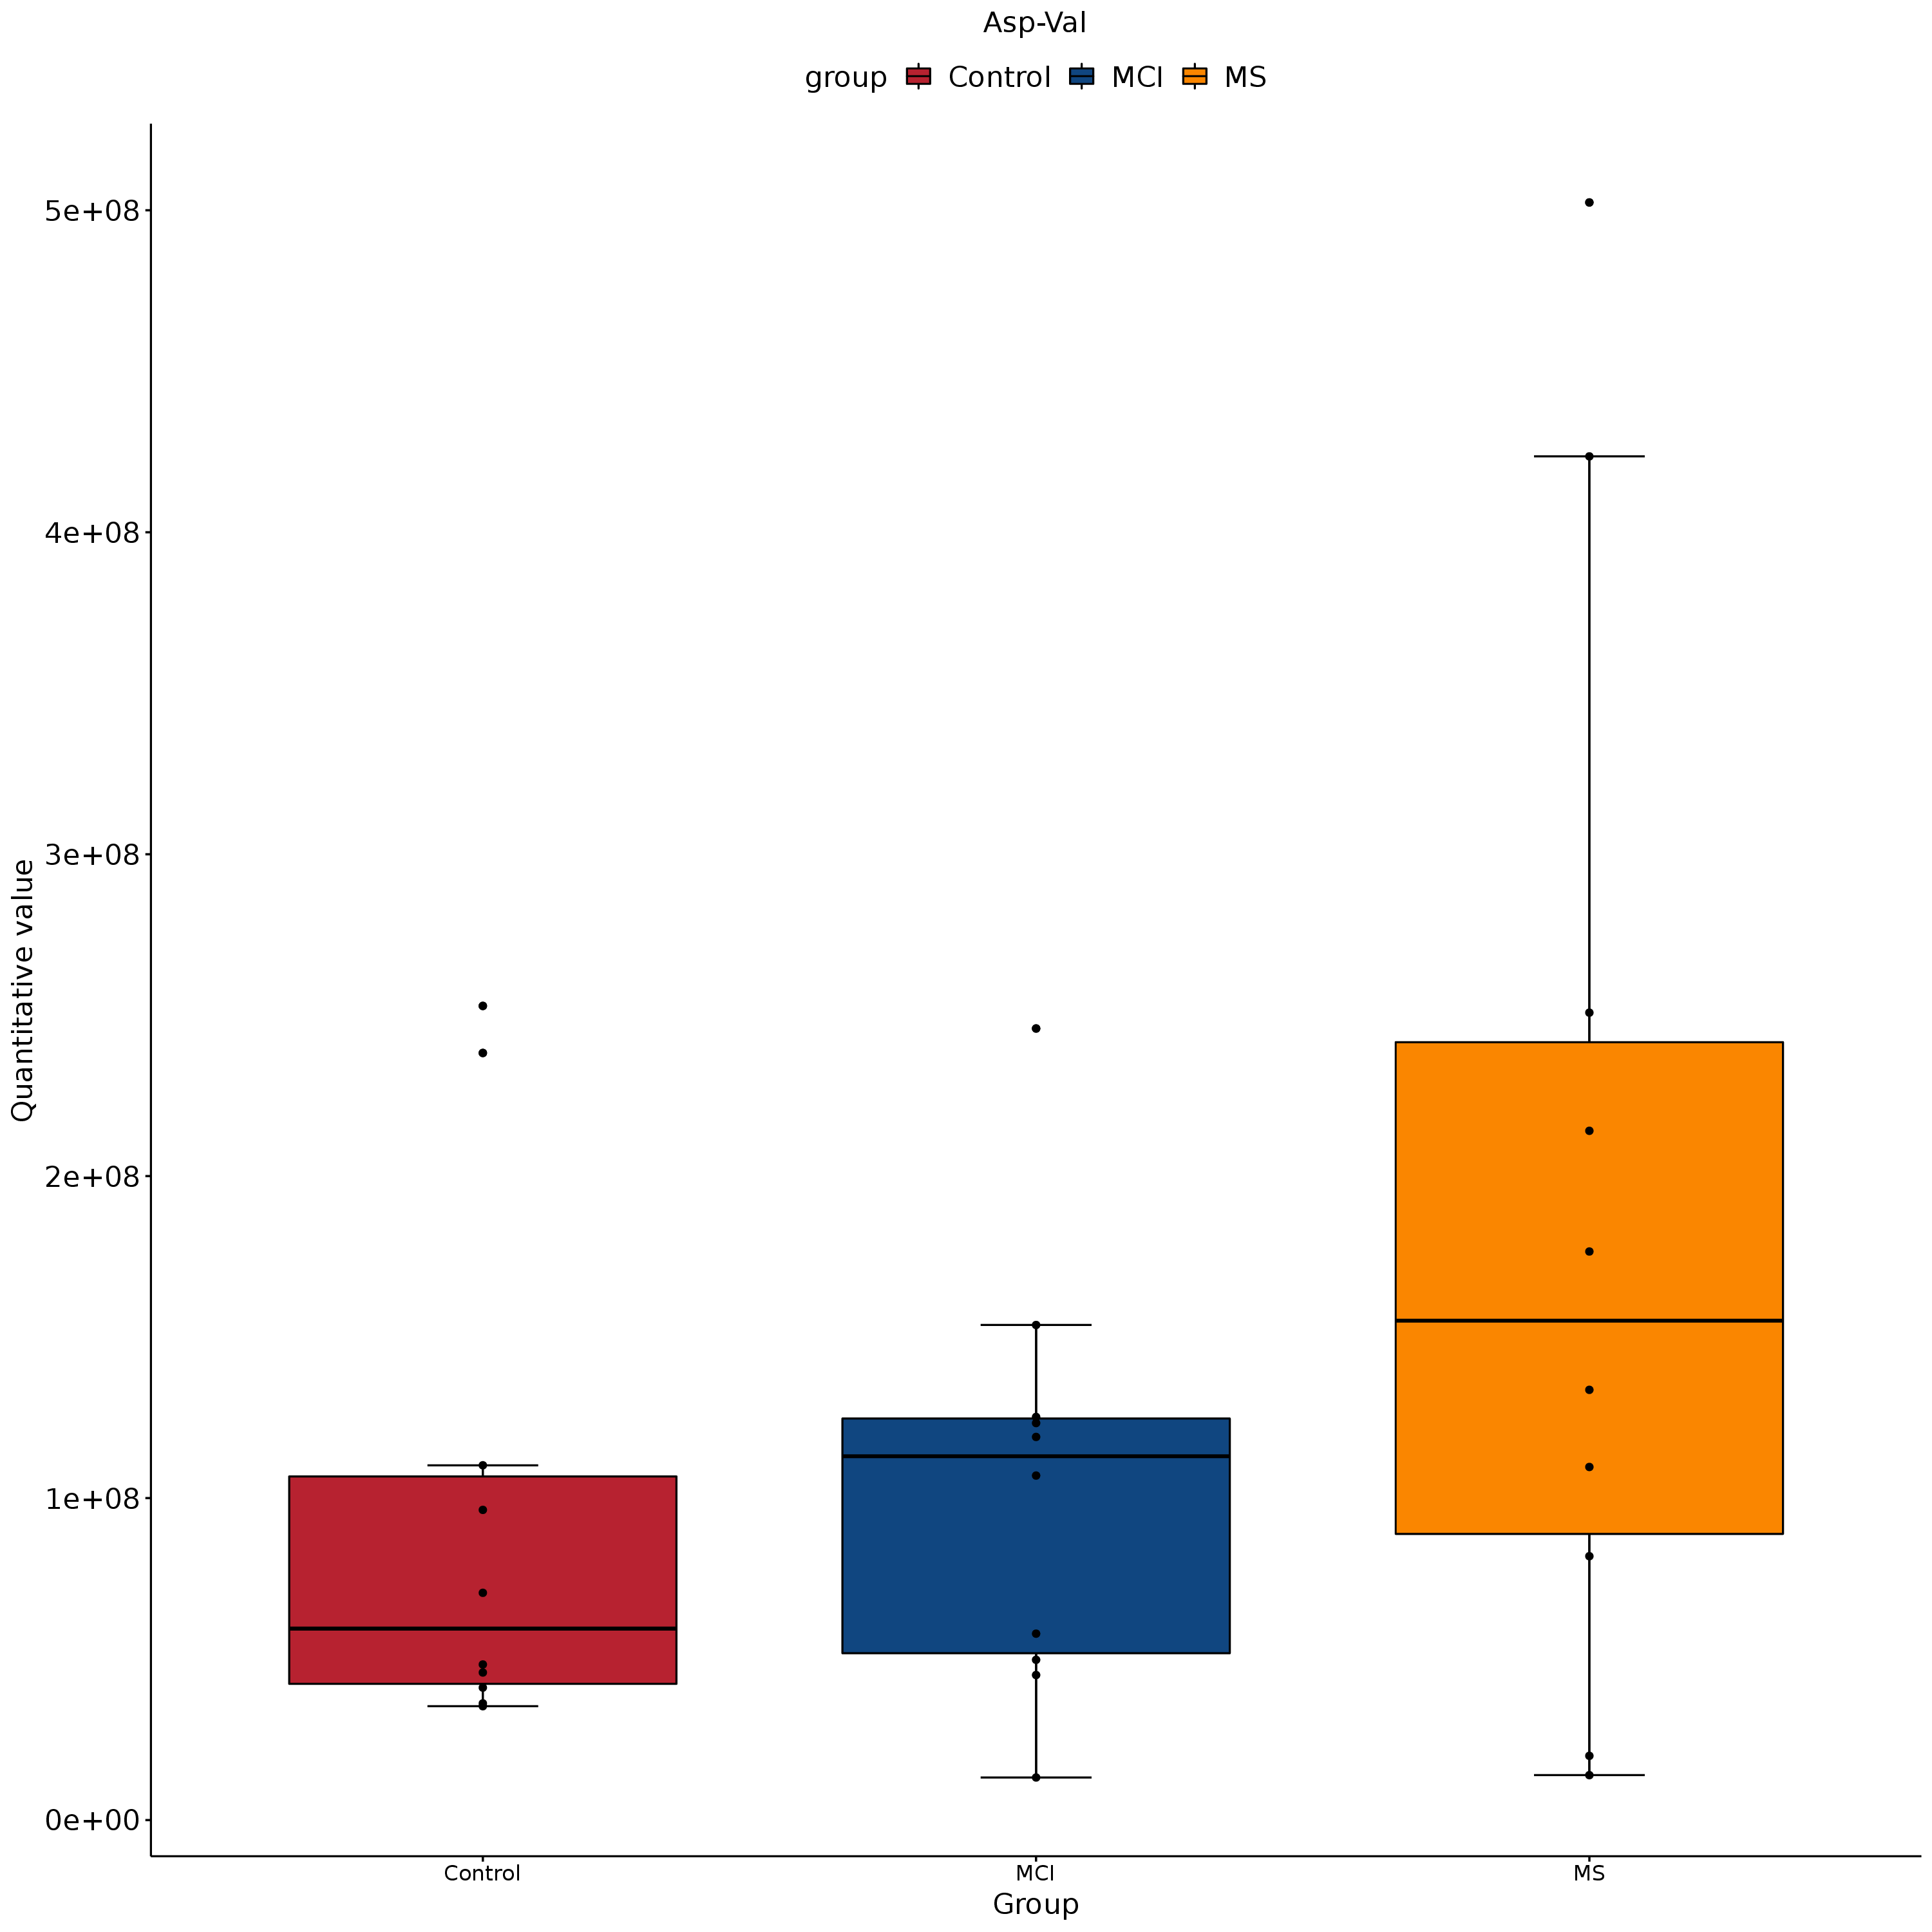 Asp-Val
group Control MCI MS
5e+08
4e+08
3e+08
2e+08
1e+08
0e+00
Quantitative value
Control MCI MS
Group